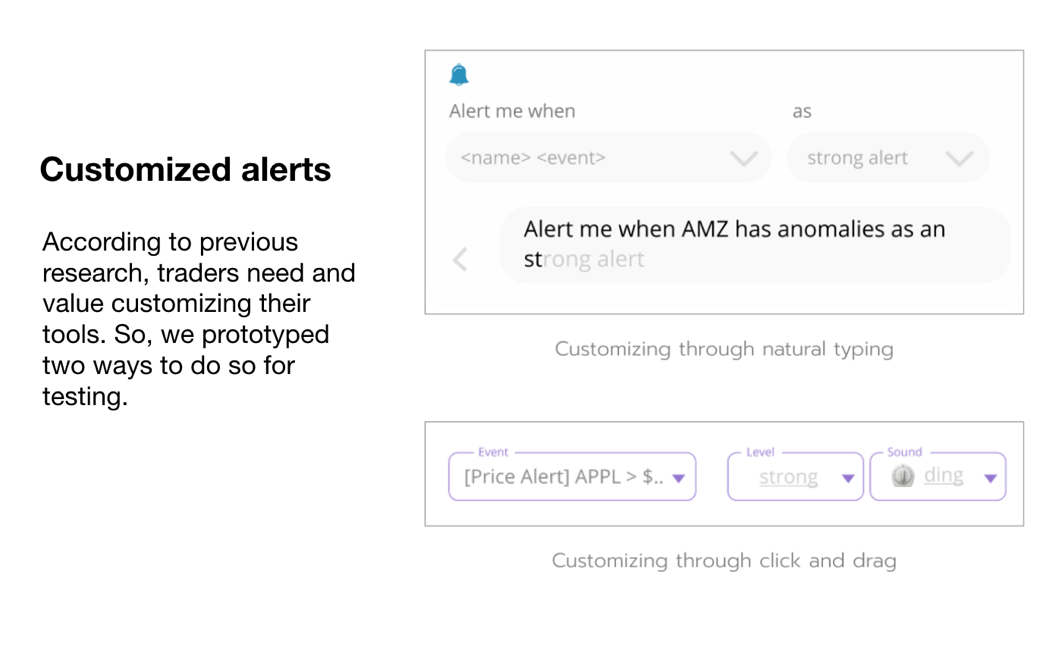 Customized alerts
According to previous
research, traders need and
value customizing their
tools. So, we prototyped
two ways to do so for
testing.
Alert me when
as
<name> <event>
strong alert
Alert me when AMZ has anomalies as an
strong alert
Customizing through natural typing
Event
Level
Sound
[Price Alert] APPL > $..
strong
ding
Customizing through click and drag